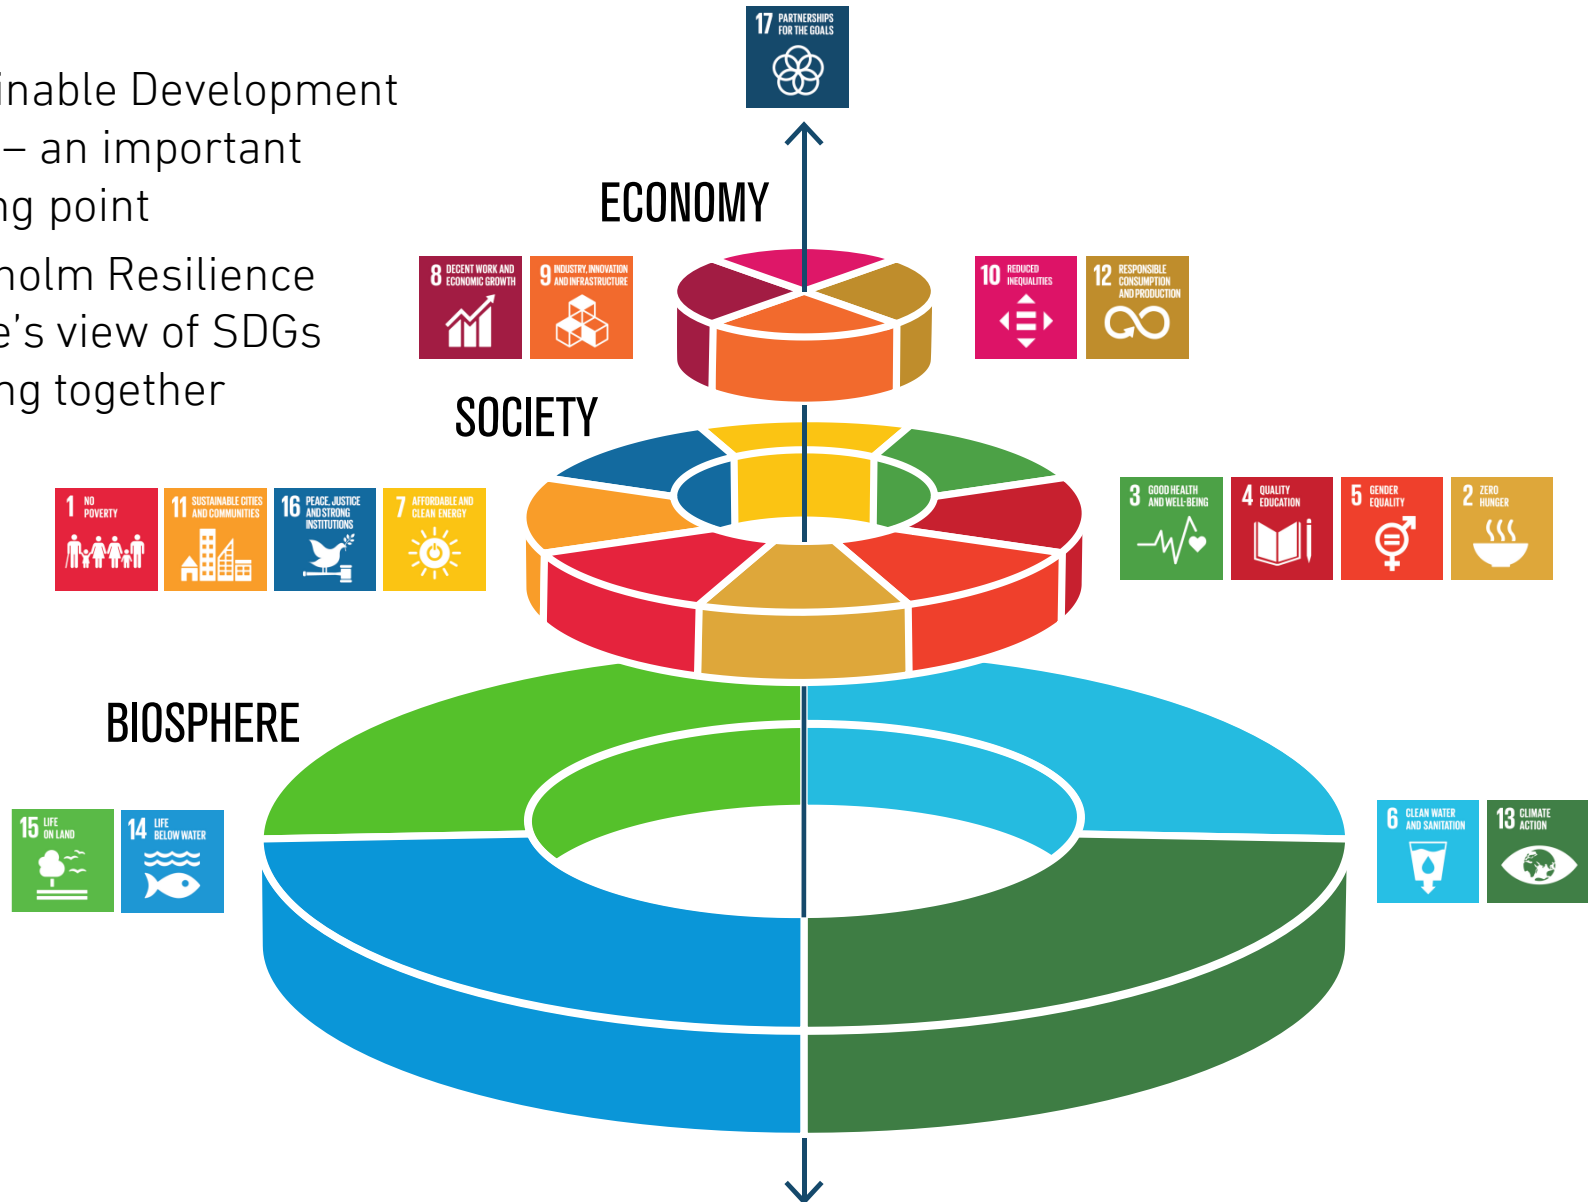 17 PARTNERSHIPS
FOR THE GOALS
inable Development
– an important
ng point
holm Resilience
e's view of SDGs
ng together
ECONOMY
8 DECENT WORK AND
ECONOMIC GROWTH
9 INDUSTRY, INNOVATION
AND INFRASTRUCTURE
10 REDUCED
INEQUALITIES
12 RESPONSIBLE
CONSUMPTION
AND PRODUCTION
SOCIETY
1 NO
POVERTY
11 SUSTAINABLE CITIES
AND COMMUNITIES
16 PEACE, JUSTICE
AND STRONG
INSTITUTIONS
7 AFFORDABLE AND
CLEAN ENERGY
3 GOOD HEALTH
AND WELL-BEING
4 QUALITY
EDUCATION
5 GENDER
EQUALITY
2 ZERO
HUNGER
BIOSPHERE
15 LIFE
ON LAND
14 LIFE
BELOW WATER
6 CLEAN WATER
AND SANITATION
13 CLIMATE
ACTION